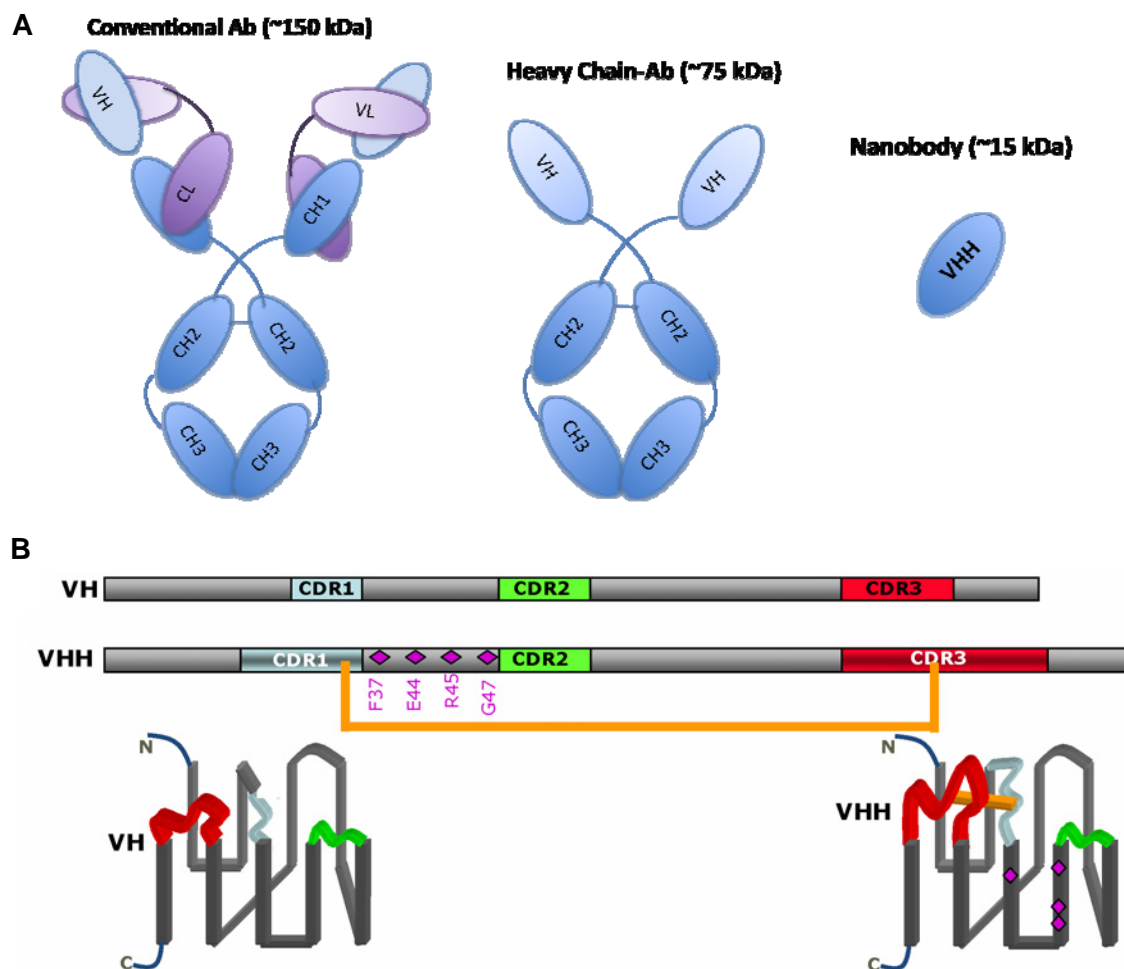 A
Conventional Ab (~150 kDa)
Heavy Chain-Ab (~75 kDa)
Nanobody (~15 kDa)
VH
VL
CL
CH1
CH2
CH2
CH3
CH3
VH
VH
CH2
CH2
CH3
CH3
VHH
B
VH
CDR1
CDR2
CDR3
VHH
CDR1
CDR2
CDR3
F37
E44
R45
G47
N
VH
C
N
VHH
C